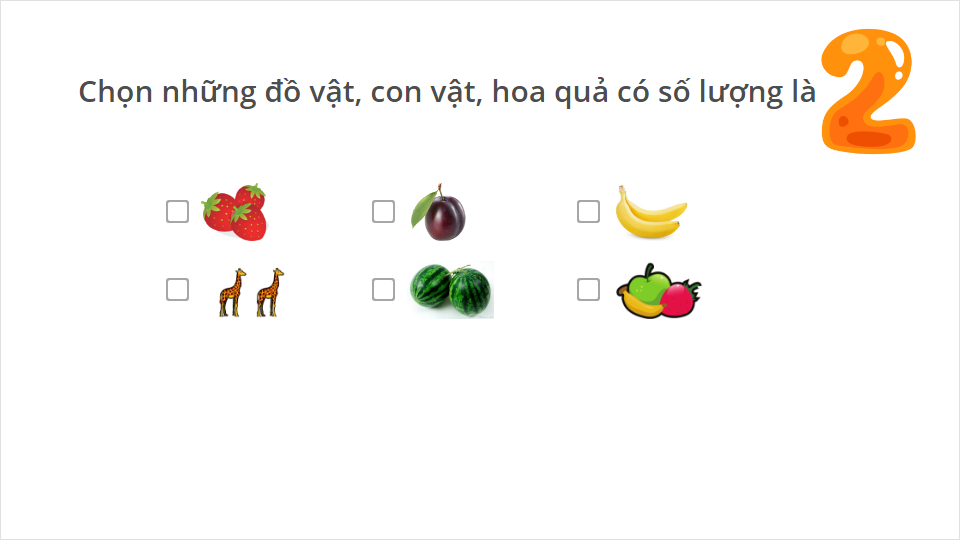 Chọn những đồ vật, con vật, hoa quả có số lượng là 2